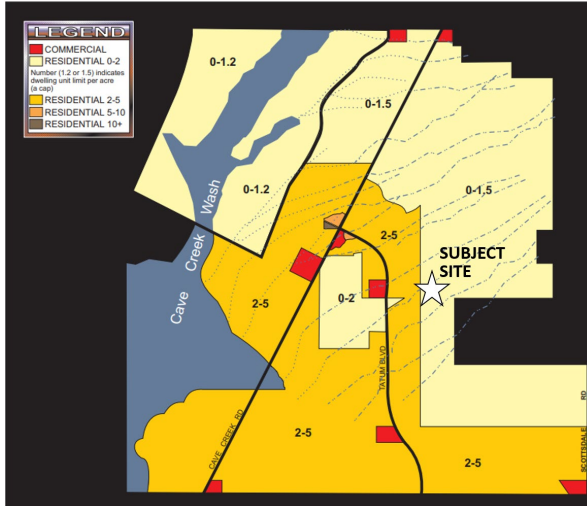 LEGEND
COMMERCIAL
RESIDENTIAL 0-2
Number (1.2 or 1.5) indicates
dwelling unit limit per acre
(a cap)
RESIDENTIAL 2-5
RESIDENTIAL 5-10
RESIDENTIAL 10+
0-1.2
0-1.5
0-1.2
0-1.5
2-5
Cave Creek Wash
SUBJECT
SITE
2-5
0-2
TATUM BLVD
CAVE CREEK RD
2-5
2-5
SCOTTSDALE RD